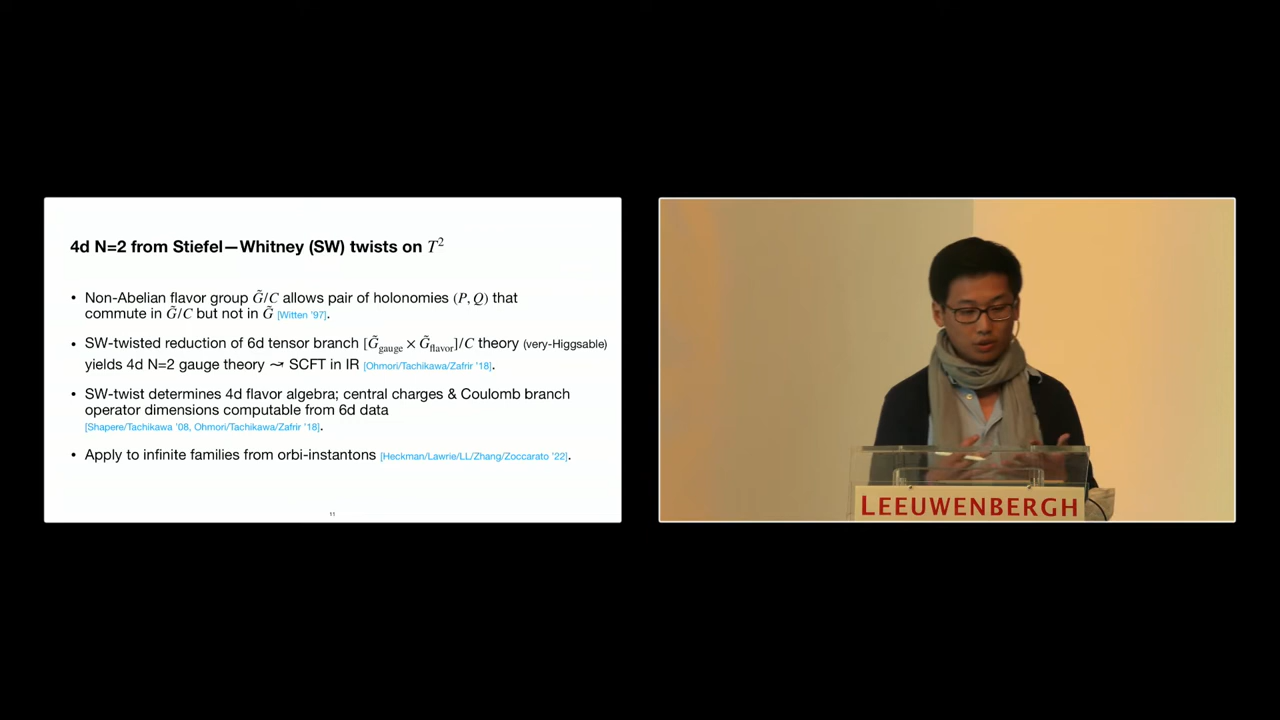 4d N=2 from Stiefel—Whitney (SW) twists on T²
• Non-Abelian flavor group G̃/C allows pair of holonomies (P, Q) that
commute in G̃/C but not in G̃ [Witten '97].
• SW-twisted reduction of 6d tensor branch [G̃gauge × G̃flavor]/C theory (very-Higgsable)
yields 4d N=2 gauge theory ⤳ SCFT in IR [Ohmori/Tachikawa/Zafrir '18].
• SW-twist determines 4d flavor algebra; central charges & Coulomb branch
operator dimensions computable from 6d data
[Shapere/Tachikawa '08, Ohmori/Tachikawa/Zafrir '18].
• Apply to infinite families from orbi-instantons [Heckman/Lawrie/LL/Zhang/Zoccarato '22].
11
LEEUWENBERGH